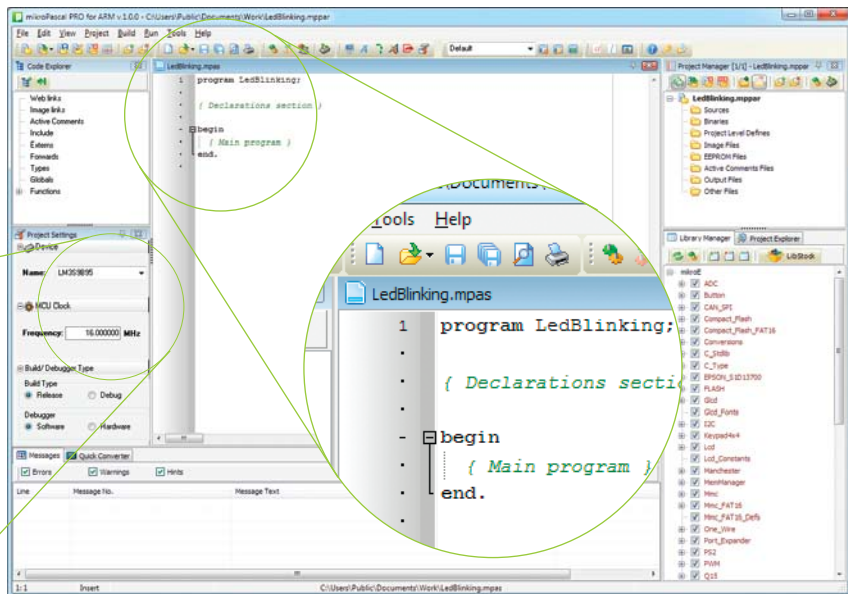 microPascal PRO for ARM v.1.0.0 - C:\Users\Public\Documents\Work\LedBlinking.mppar
File Edit View Project Build Run Tools Help
Default
Code Explorer
Web links
Image links
Active Comments
Include
Externs
Forwards
Types
Globals
Functions
Project Settings
Device
Name: LM3S9B95
MCU Clock
Frequency: 16.000000 MHz
Build/ Debugger Type
Build Type
Release Debug
Debugger
Software Hardware
LedBlinking.mpas
1 program LedBlinking;
{ Declarations section }
begin
{ Main program }
end.
\Documents\
Tools Help
LedBlinking.mpas
1 program LedBlinking;
{ Declarations secti
begin
{ Main program }
end.
Project Manager [1/1] - LedBlinking.mppar
LedBlinking.mppar
Sources
Binaries
Project Level Defines
Image Files
EEPROM Files
Active Comments Files
Output Files
Other Files
Library Manager Project Explorer
LibStock
mikroE
ADC
Button
CAN_SPI
Compact_Flash
Compact_Flash_FAT16
Conversions
C_Stdlib
C_Type
EPSON_S1D13700
FLASH
Glcd
Glcd_Fonts
I2C
Keypad4x4
Lcd
Lcd_Constants
Manchester
MemManager
Mmc
Mmc_FAT16
Mmc_FAT16_Defs
One_Wire
Port_Expander
PS2
PWM
Q15
Messages Quick Converter
Errors Warnings Hints
Line Message No. Message Text
1:1 Insert C:\Users\Public\Documents\Work\LedBlinking.mpas